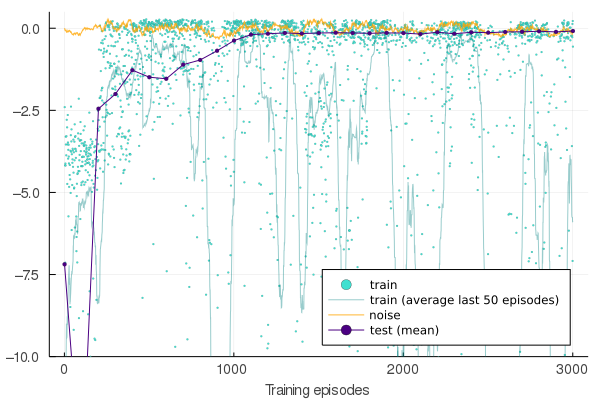 0.0
−2.5
−5.0
−7.5
−10.0
0
1000
2000
3000
Training episodes
train
train (average last 50 episodes)
noise
test (mean)